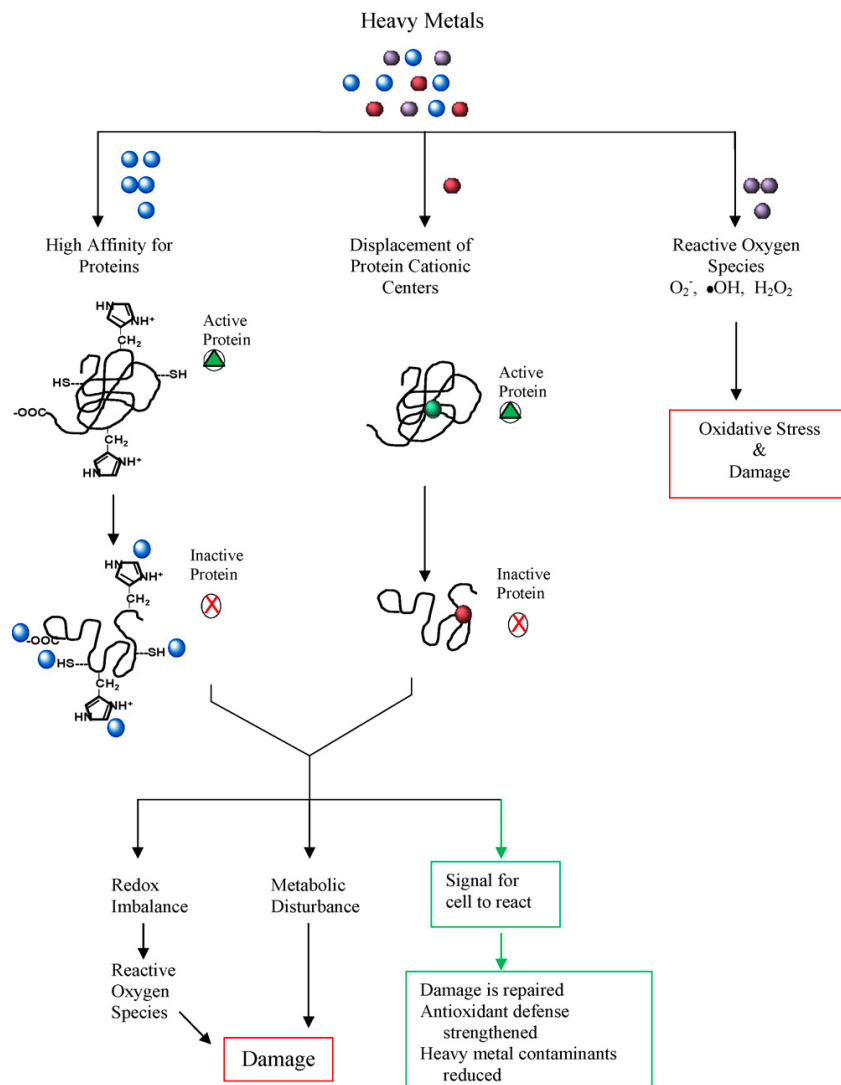 Heavy Metals
High Affinity for
Proteins
Displacement of
Protein Cationic
Centers
Reactive Oxygen
Species
O₂⁻, •OH, H₂O₂
HN
NH⁺
CH₂
Active
Protein
HS
SH
-OOC
CH₂
NH⁺
HN
Active
Protein
Oxidative Stress
&
Damage
Inactive
Protein
HN
NH⁺
CH₂
-OOC
HS
SH
CH₂
NH⁺
HN
Inactive
Protein
Redox
Imbalance
Metabolic
Disturbance
Signal for
cell to react
Reactive
Oxygen
Species
Damage
Damage is repaired
Antioxidant defense
strengthened
Heavy metal contaminants
reduced